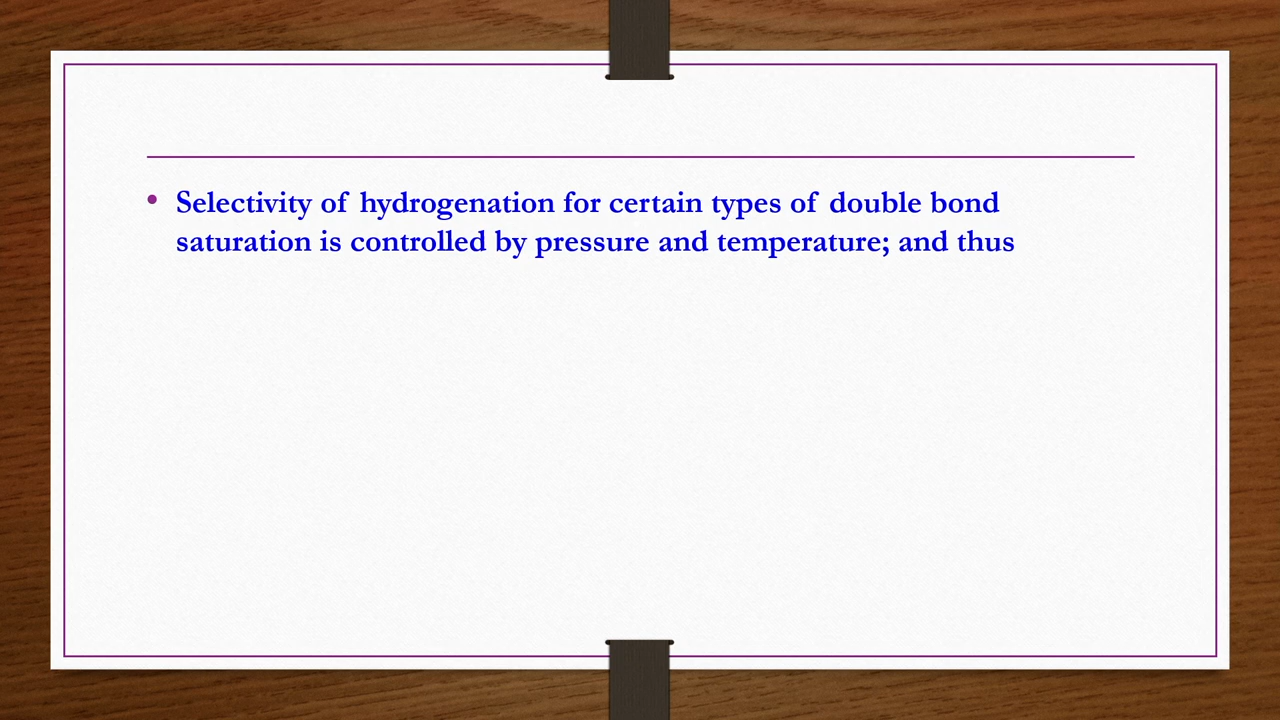 • Selectivity of hydrogenation for certain types of double bond
saturation is controlled by pressure and temperature; and thus